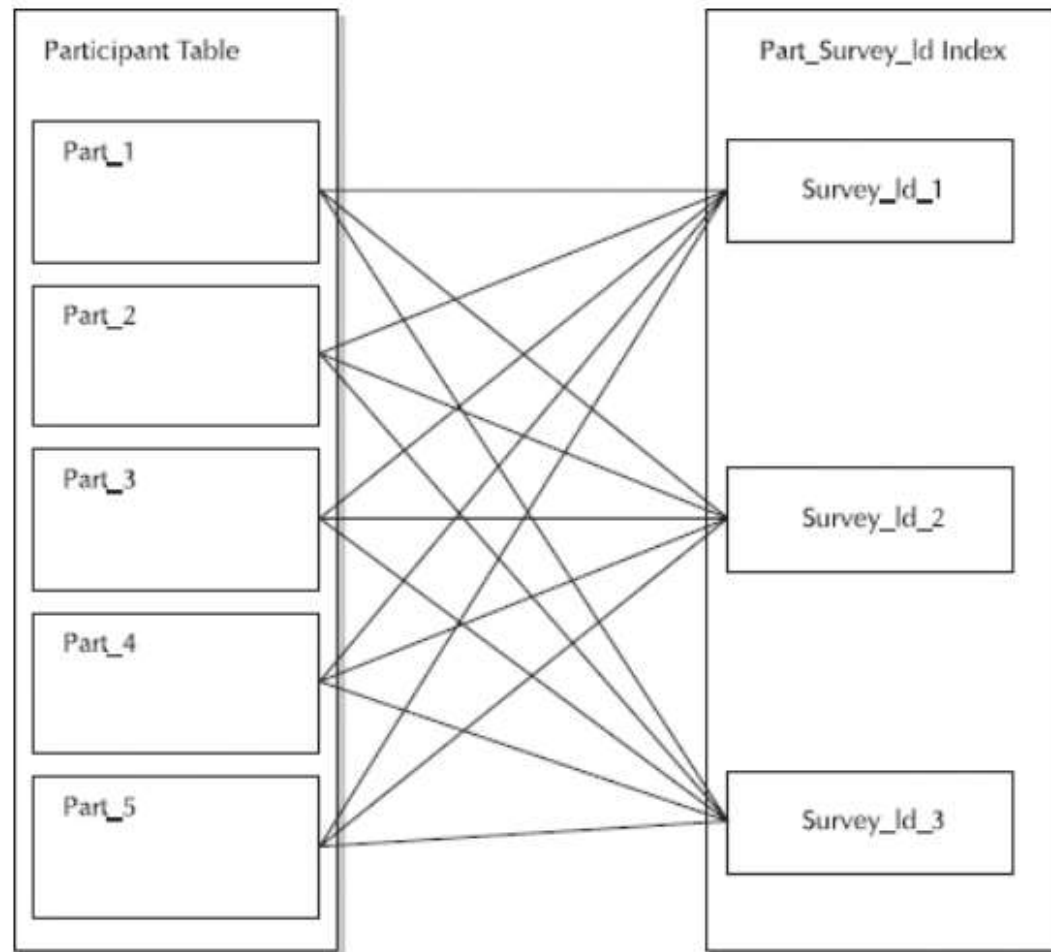 Participant Table
Part_1
Part_2
Part_3
Part_4
Part_5
Part_Survey_Id Index
Survey_Id_1
Survey_Id_2
Survey_Id_3